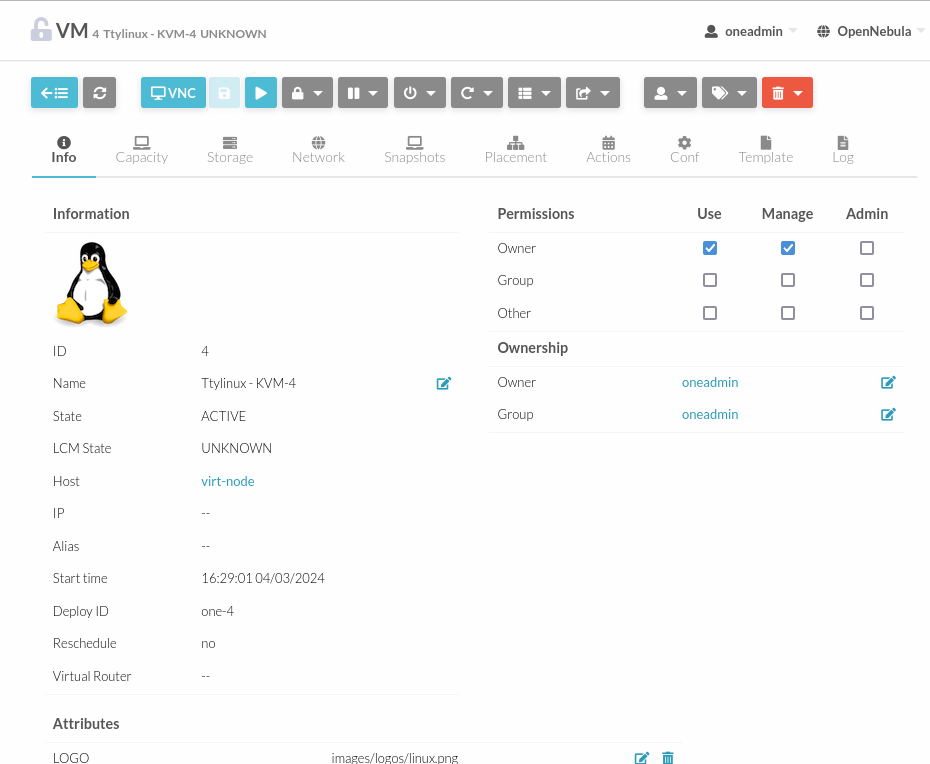 VM 4 Ttylinux - KVM-4 UNKNOWN
oneadmin
OpenNebula
VNC
Info
Capacity
Storage
Network
Snapshots
Placement
Actions
Conf
Template
Log
Information
ID 4
Name Ttylinux - KVM-4
State ACTIVE
LCM State UNKNOWN
Host virt-node
IP --
Alias --
Start time 16:29:01 04/03/2024
Deploy ID one-4
Reschedule no
Virtual Router --
Permissions Use Manage Admin
Owner
Group
Other
Ownership
Owner oneadmin
Group oneadmin
Attributes
LOGO images/logos/linux.png